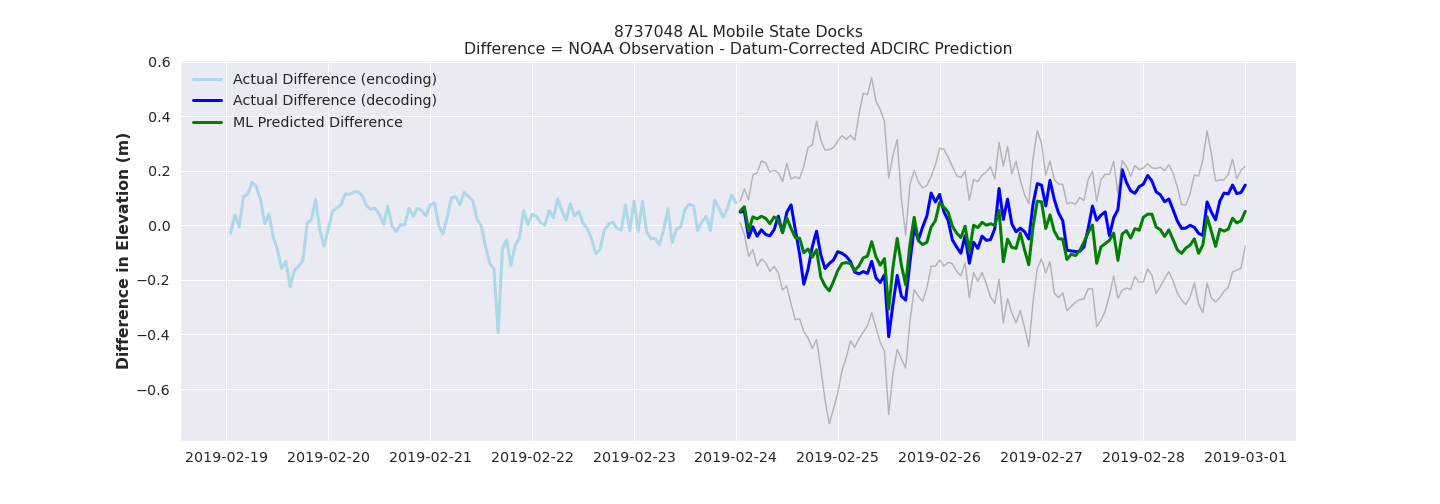 8737048 AL Mobile State Docks
Difference = NOAA Observation - Datum-Corrected ADCIRC Prediction
Actual Difference (encoding)
Actual Difference (decoding)
ML Predicted Difference
Difference in Elevation (m)
0.6
0.4
0.2
0.0
−0.2
−0.4
−0.6
2019-02-19 2019-02-20 2019-02-21 2019-02-22 2019-02-23 2019-02-24 2019-02-25 2019-02-26 2019-02-27 2019-02-28 2019-03-01